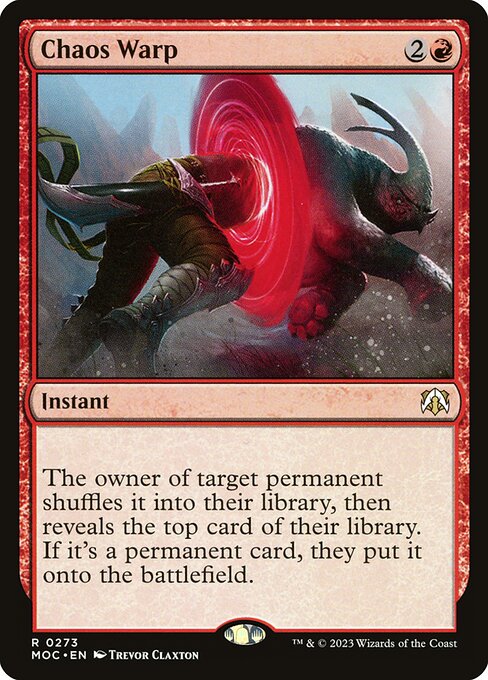 Chaos Warp 2
Instant
The owner of target permanent
shuffles it into their library, then
reveals the top card of their library.
If it's a permanent card, they put it
onto the battlefield.
R 0273
MOC • EN TREVOR CLAXTON
™ & © 2023 Wizards of the Coast